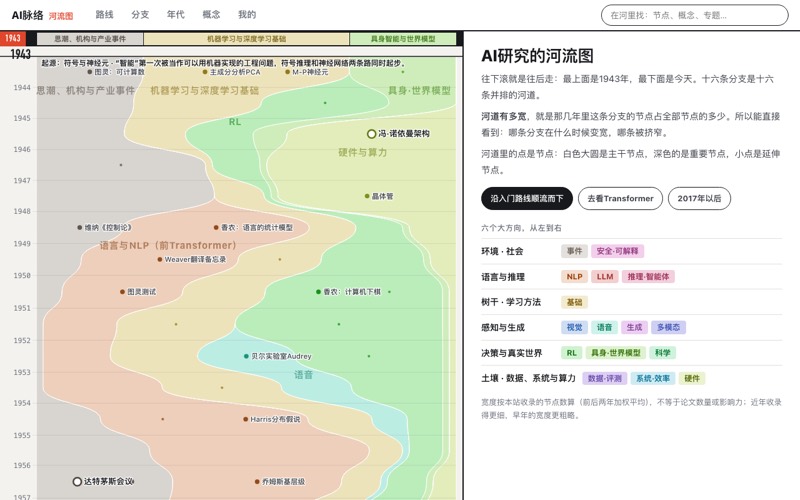 AI脉络 河流图 路线 分支 年代 概念 我的 在河里找：节点、概念、专题…
1943 思潮、机构与产业事件 机器学习与深度学习基础 具身智能与世界模型
1943
起源：符号与神经元 · “智能”第一次被当作可以用机器实现的工程问题，符号推理和神经网络两条路同时起步。
图灵：可计算数 主成分分析PCA M-P神经元
1944 思潮、机构与产业事件 机器学习与深度学习基础 具身·世界模型
1945 RL 冯·诺依曼架构
硬件与算力
1946
1947 晶体管
1948
维纳《控制论》 香农：语言的统计模型
1949 语言与NLP（前Transformer）
Weaver翻译备忘录
1950
图灵测试 香农：计算机下棋
1951
1952
贝尔实验室Audrey
1953 语音
1954
Harris分布假说
1955
1956
达特茅斯会议 乔姆斯基层级
1957
AI研究的河流图
往下滚就是往后走：最上面是1943年，最下面是今天。十六条分支是十六
条并排的河道。
河道有多宽，就是那几年里这条分支的节点占全部节点的多少。所以能直接
看到：哪条分支在什么时候变宽，哪条被挤窄。
河道里的点是节点：白色大圆是主干节点，深色的是重要节点，小点是延伸
节点。
沿入门路线顺流而下 去看Transformer 2017年以后
六个大方向，从左到右
环境 · 社会 事件 安全·可解释
语言与推理 NLP LLM 推理·智能体
树干 · 学习方法 基础
感知与生成 视觉 语音 生成 多模态
决策与真实世界 RL 具身·世界模型 科学
土壤 · 数据、系统与算力 数据·评测 系统·效率 硬件
宽度按本站收录的节点数算（前后两年加权平均)，不等于论文数量或影响力；近年收录
得更细，早年的宽度更粗略。